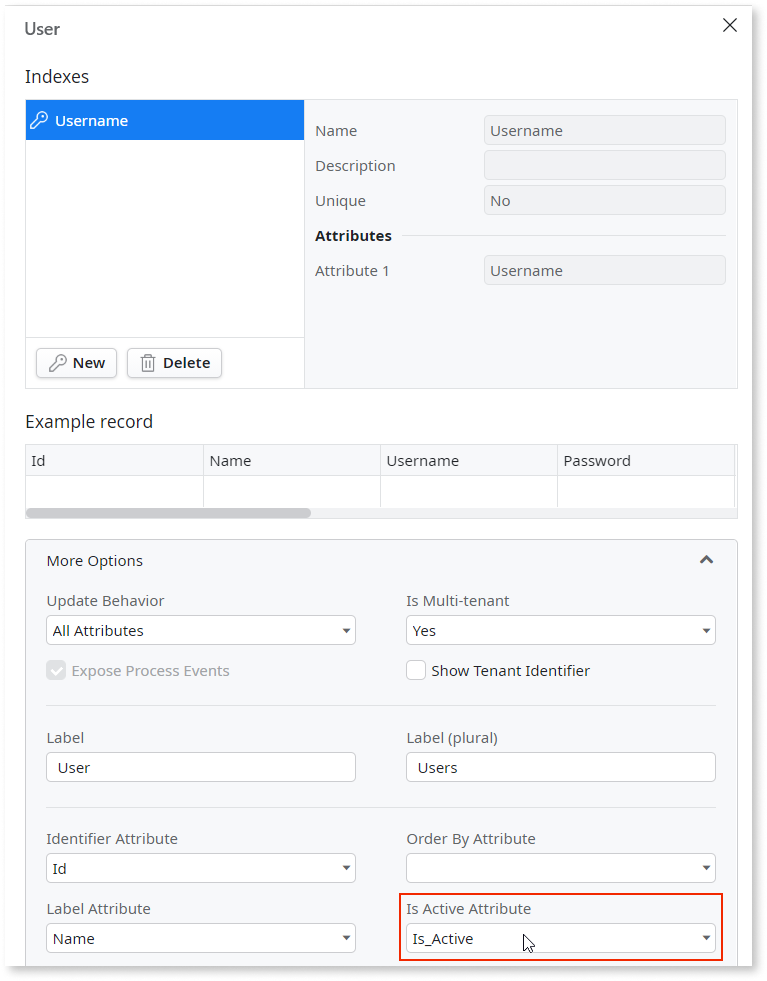 User
Indexes
Username
Name Username
Description
Unique No
Attributes
Attribute 1 Username
New Delete
Example record
Id Name Username Password
More Options
Update Behavior Is Multi-tenant
All Attributes Yes
Expose Process Events Show Tenant Identifier
Label Label (plural)
User Users
Identifier Attribute Order By Attribute
Id
Label Attribute Is Active Attribute
Name Is_Active